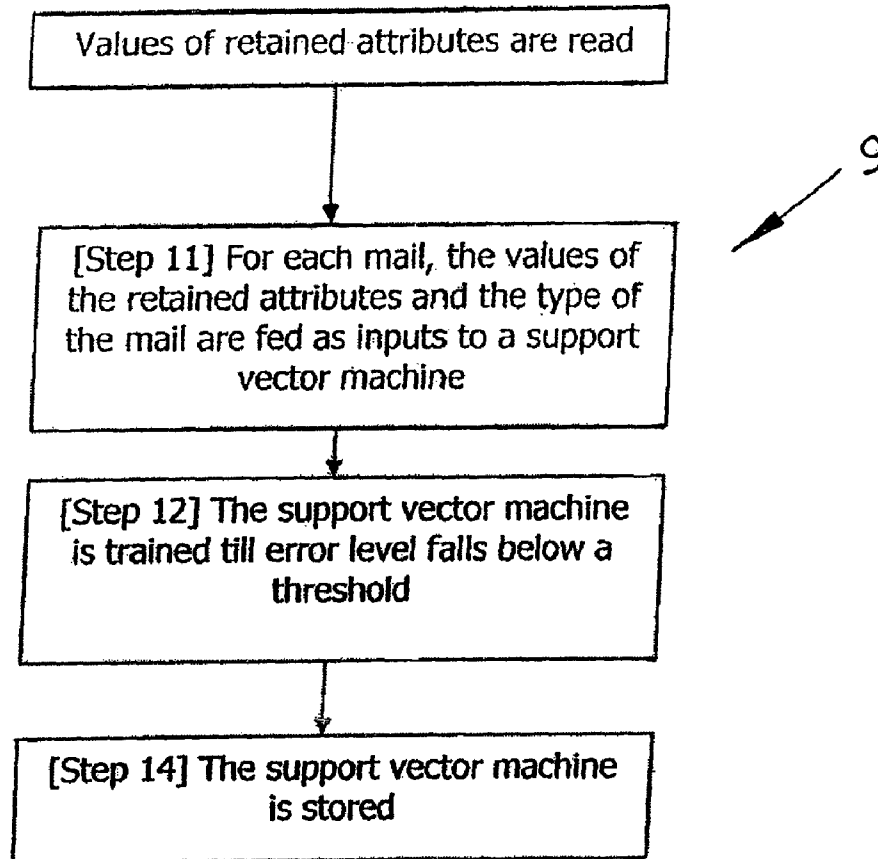 Values of retained attributes are read
9
[Step 11] For each mail, the values of
the retained attributes and the type of
the mail are fed as inputs to a support
vector machine
[Step 12] The support vector machine
is trained till error level falls below a
threshold
[Step 14] The support vector machine
is stored